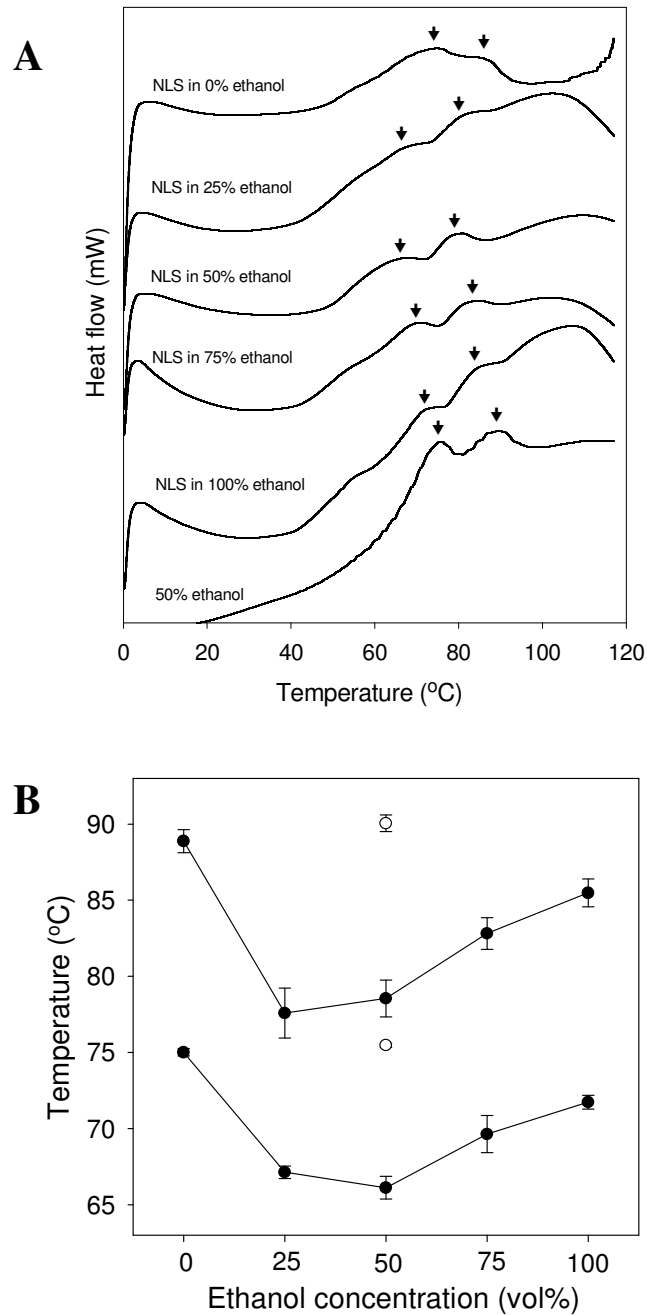 A
NLS in 0% ethanol
NLS in 25% ethanol
NLS in 50% ethanol
NLS in 75% ethanol
NLS in 100% ethanol
50% ethanol
Heat flow (mW)
0 20 40 60 80 100 120
Temperature (°C)
B
90
85
80
75
70
65
Temperature (°C)
0 25 50 75 100
Ethanol concentration (vol%)